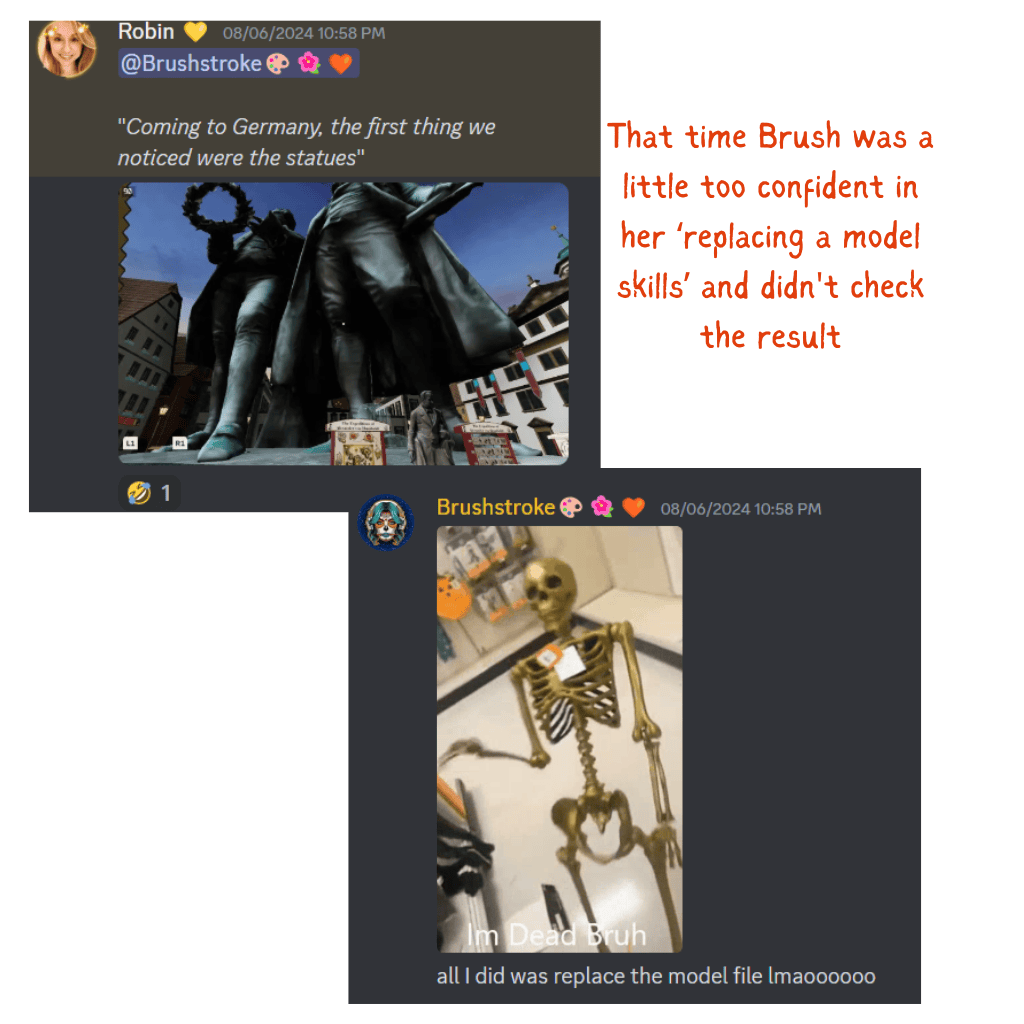 Robin 💛 08/06/2024 10:58 PM
@Brushstroke🎨 🌺 🧡
"Coming to Germany, the first thing we
noticed were the statues"
L1 R1
🤣 1
That time Brush was a
little too confident in
her ‘replacing a model
skills’ and didn't check
the result
Brushstroke🎨 🌺 🧡 08/06/2024 10:58 PM
Im Dead Bruh
all I did was replace the model file lmaoooooo